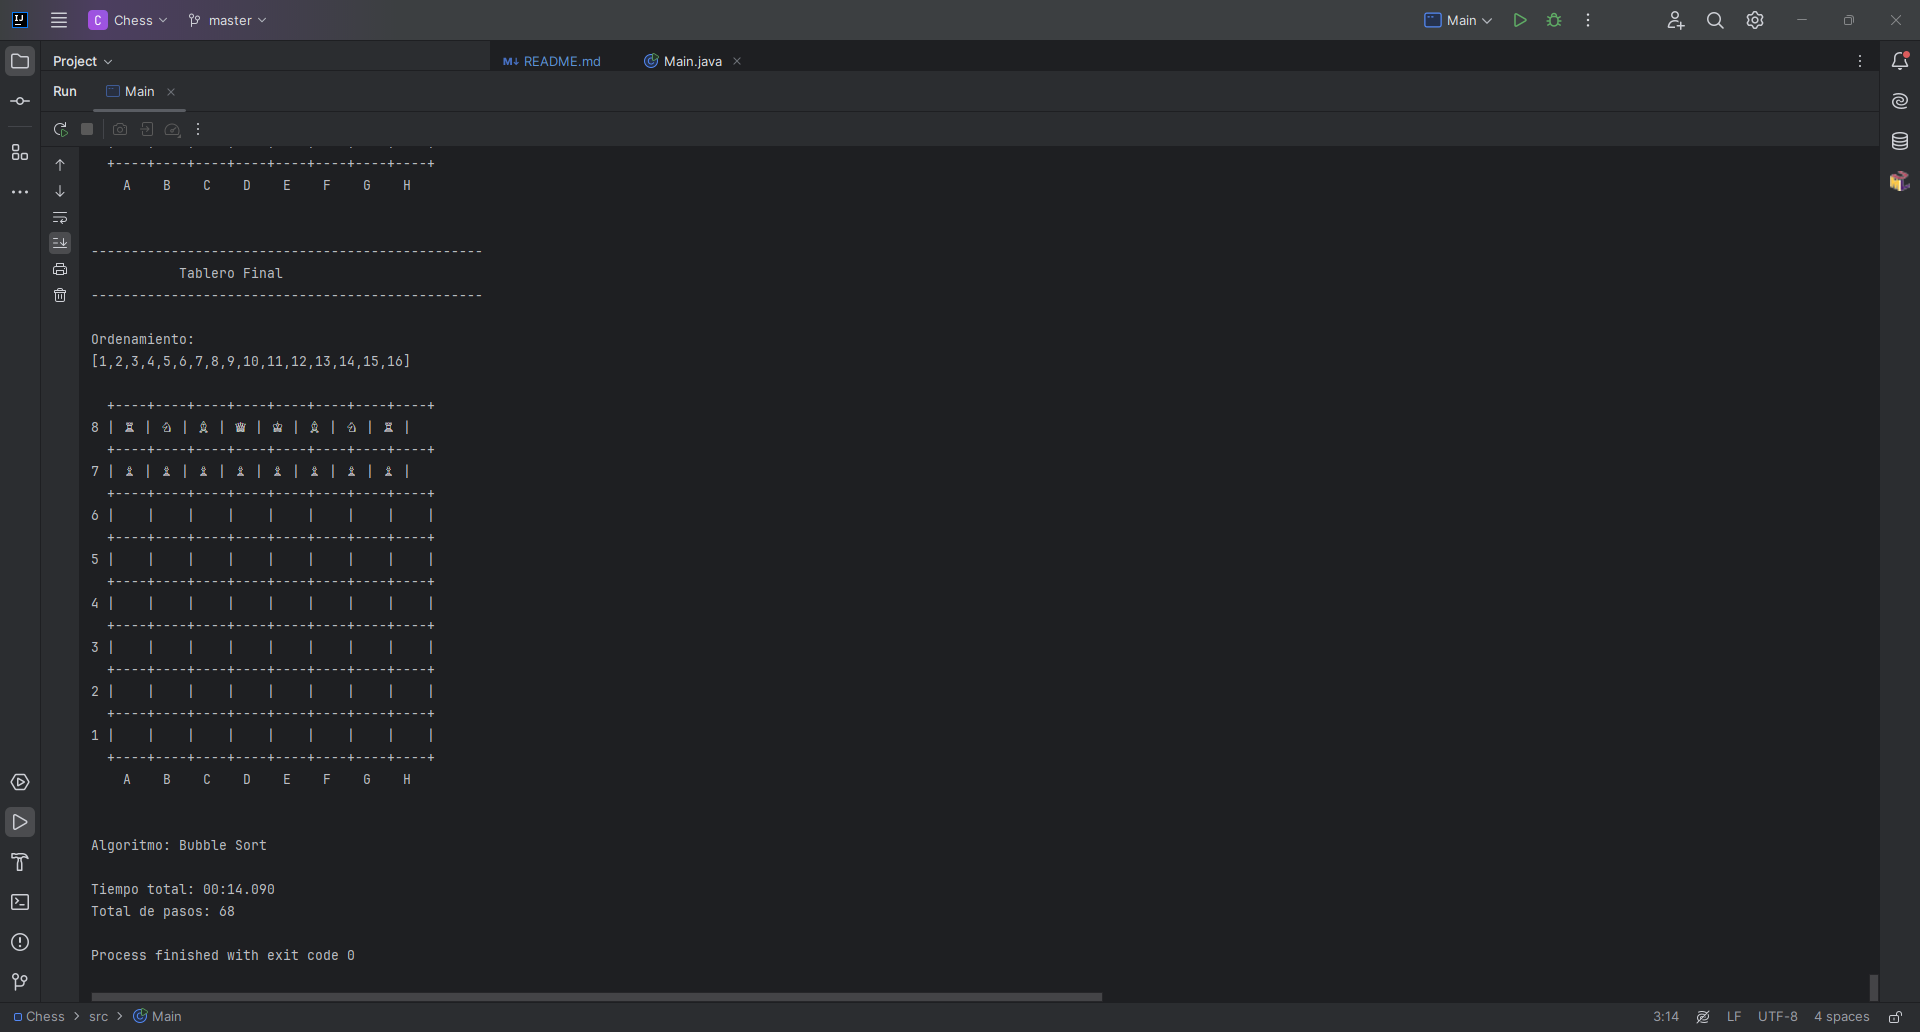 Chess master Main
Project README.md Main.java
Run Main
+----+----+----+----+----+----+----+----+
A B C D E F G H
-------------------------------------------------
Tablero Final
-------------------------------------------------
Ordenamiento:
[1,2,3,4,5,6,7,8,9,10,11,12,13,14,15,16]
+----+----+----+----+----+----+----+----+
8 | ♖ | ♘ | ♗ | ♕ | ♔ | ♗ | ♘ | ♖ |
+----+----+----+----+----+----+----+----+
7 | ♙ | ♙ | ♙ | ♙ | ♙ | ♙ | ♙ | ♙ |
+----+----+----+----+----+----+----+----+
6 |    |    |    |    |    |    |    |    |
+----+----+----+----+----+----+----+----+
5 |    |    |    |    |    |    |    |    |
+----+----+----+----+----+----+----+----+
4 |    |    |    |    |    |    |    |    |
+----+----+----+----+----+----+----+----+
3 |    |    |    |    |    |    |    |    |
+----+----+----+----+----+----+----+----+
2 |    |    |    |    |    |    |    |    |
+----+----+----+----+----+----+----+----+
1 |    |    |    |    |    |    |    |    |
+----+----+----+----+----+----+----+----+
A B C D E F G H
Algoritmo: Bubble Sort
Tiempo total: 00:14.090
Total de pasos: 68
Process finished with exit code 0
Chess > src > Main 3:14 LF UTF-8 4 spaces